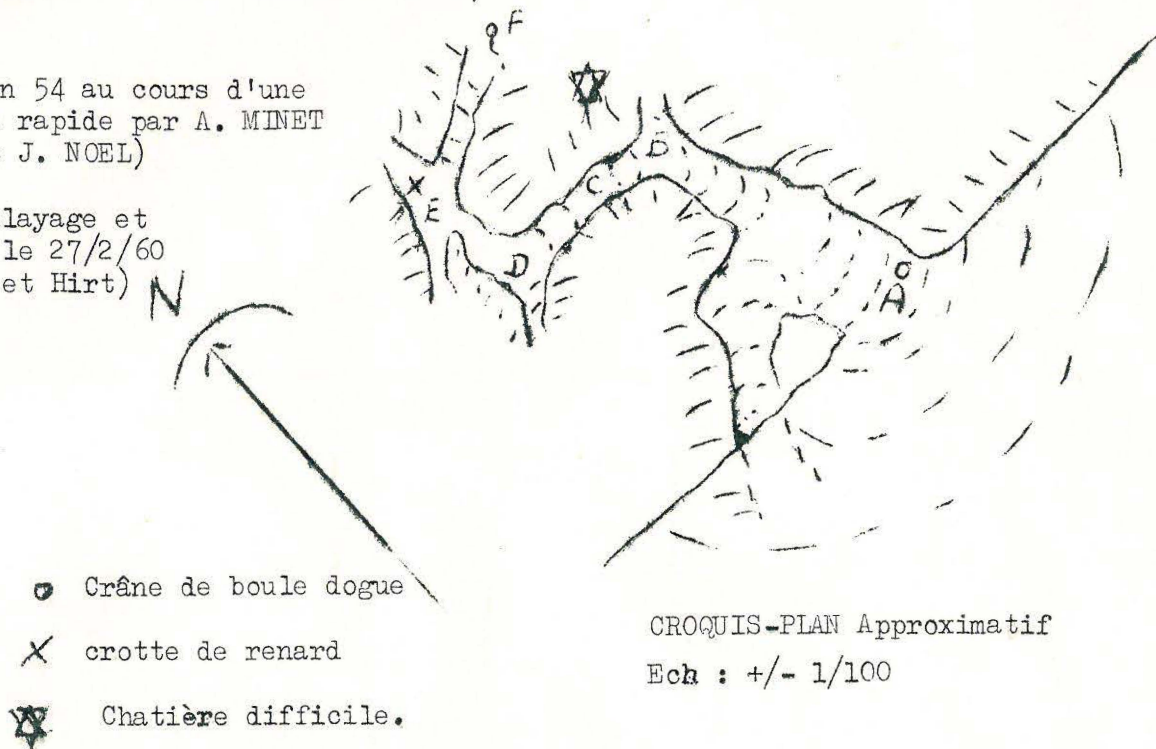 n 54 au cours d'une
rapide par A. MINET
J. NOEL)
layage et
le 27/2/60
et Hirt)
N
F
B
C
E
D
A
Crâne de boule dogue
crotte de renard
Chatière difficile.
CROQUIS-PLAN Approximatif
Ech : +/- 1/100